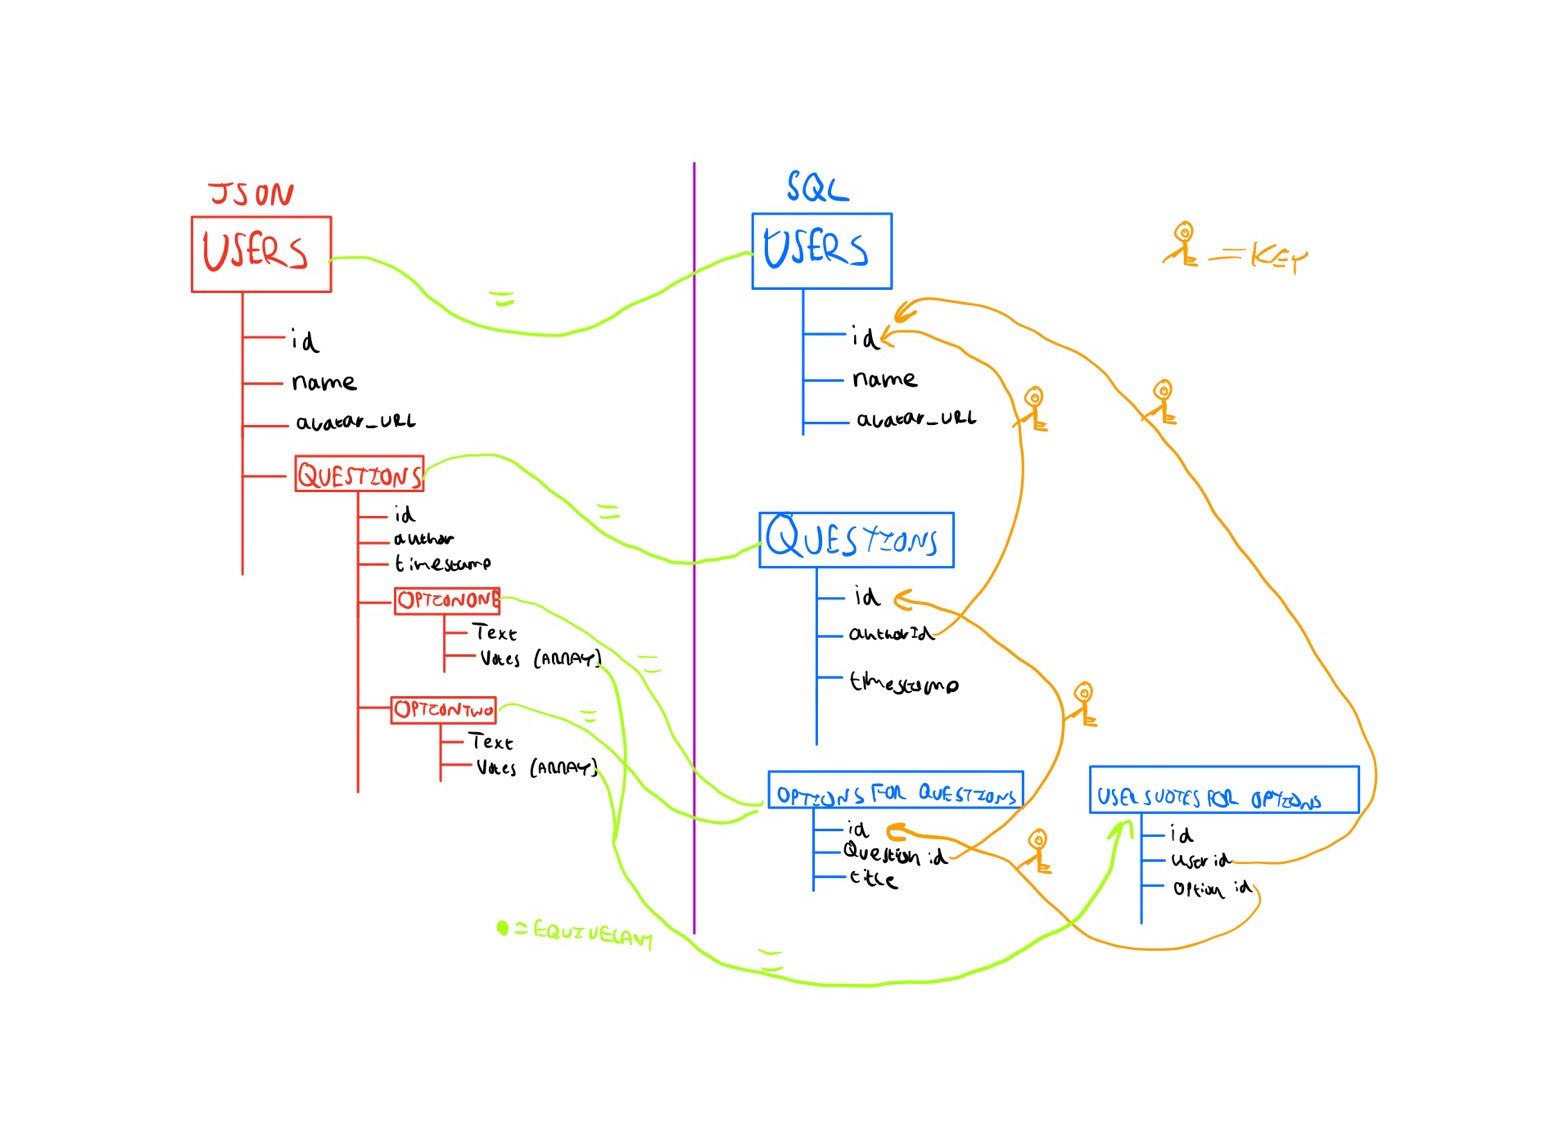 JSON
USERS
id
name
avatar_URL
QUESTIONS
id
author
timestamp
OPTIONONE
Text
Votes (ARRAY)
OPTIONTWO
Text
Votes (ARRAY)
= EQUIVELANT
SQL
USERS
id
name
avatar_URL
QUESTIONS
id
authorId
timestamp
OPTIONS FOR QUESTIONS
id
Question id
title
USERSVOTES FOR OPTIONS
id
User id
Option id
= KEY
=
=
=
=
=